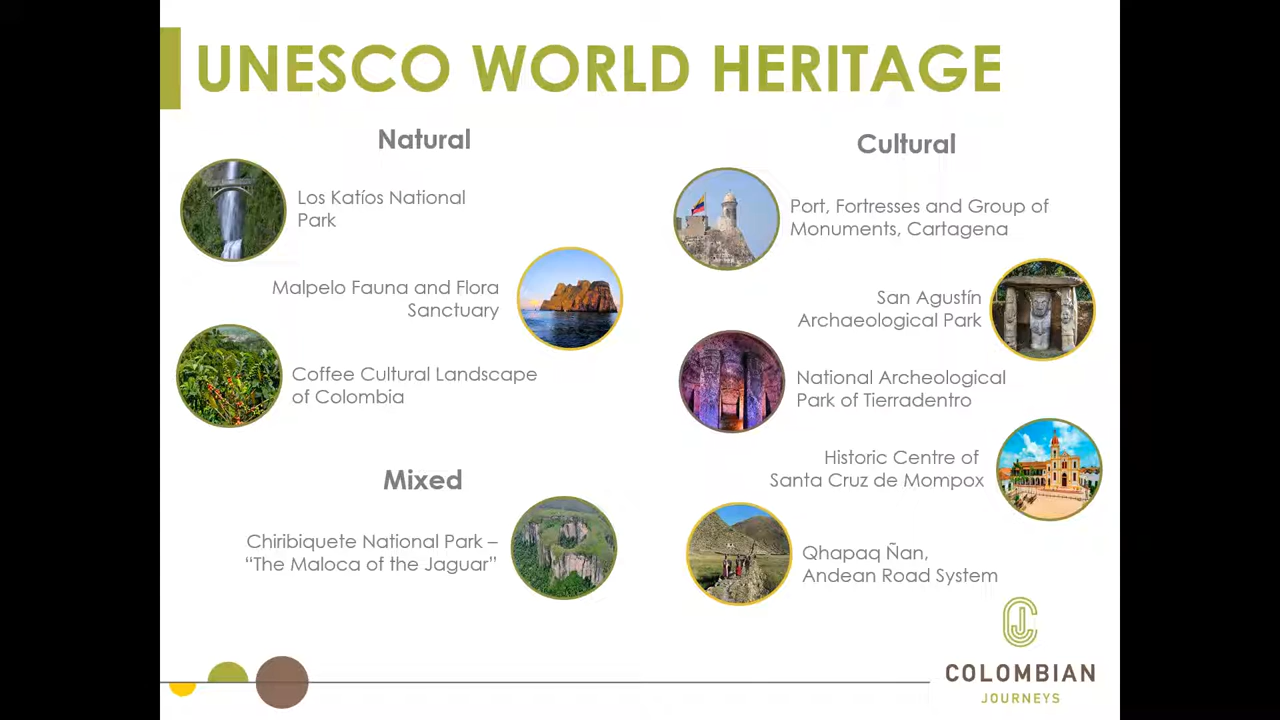 UNESCO WORLD HERITAGE
Natural
Los Katíos National
Park
Malpelo Fauna and Flora
Sanctuary
Coffee Cultural Landscape
of Colombia
Mixed
Chiribiquete National Park –
“The Maloca of the Jaguar”
Cultural
Port, Fortresses and Group of
Monuments, Cartagena
San Agustín
Archaeological Park
National Archeological
Park of Tierradentro
Historic Centre of
Santa Cruz de Mompox
Qhapaq Ñan,
Andean Road System
COLOMBIAN
JOURNEYS